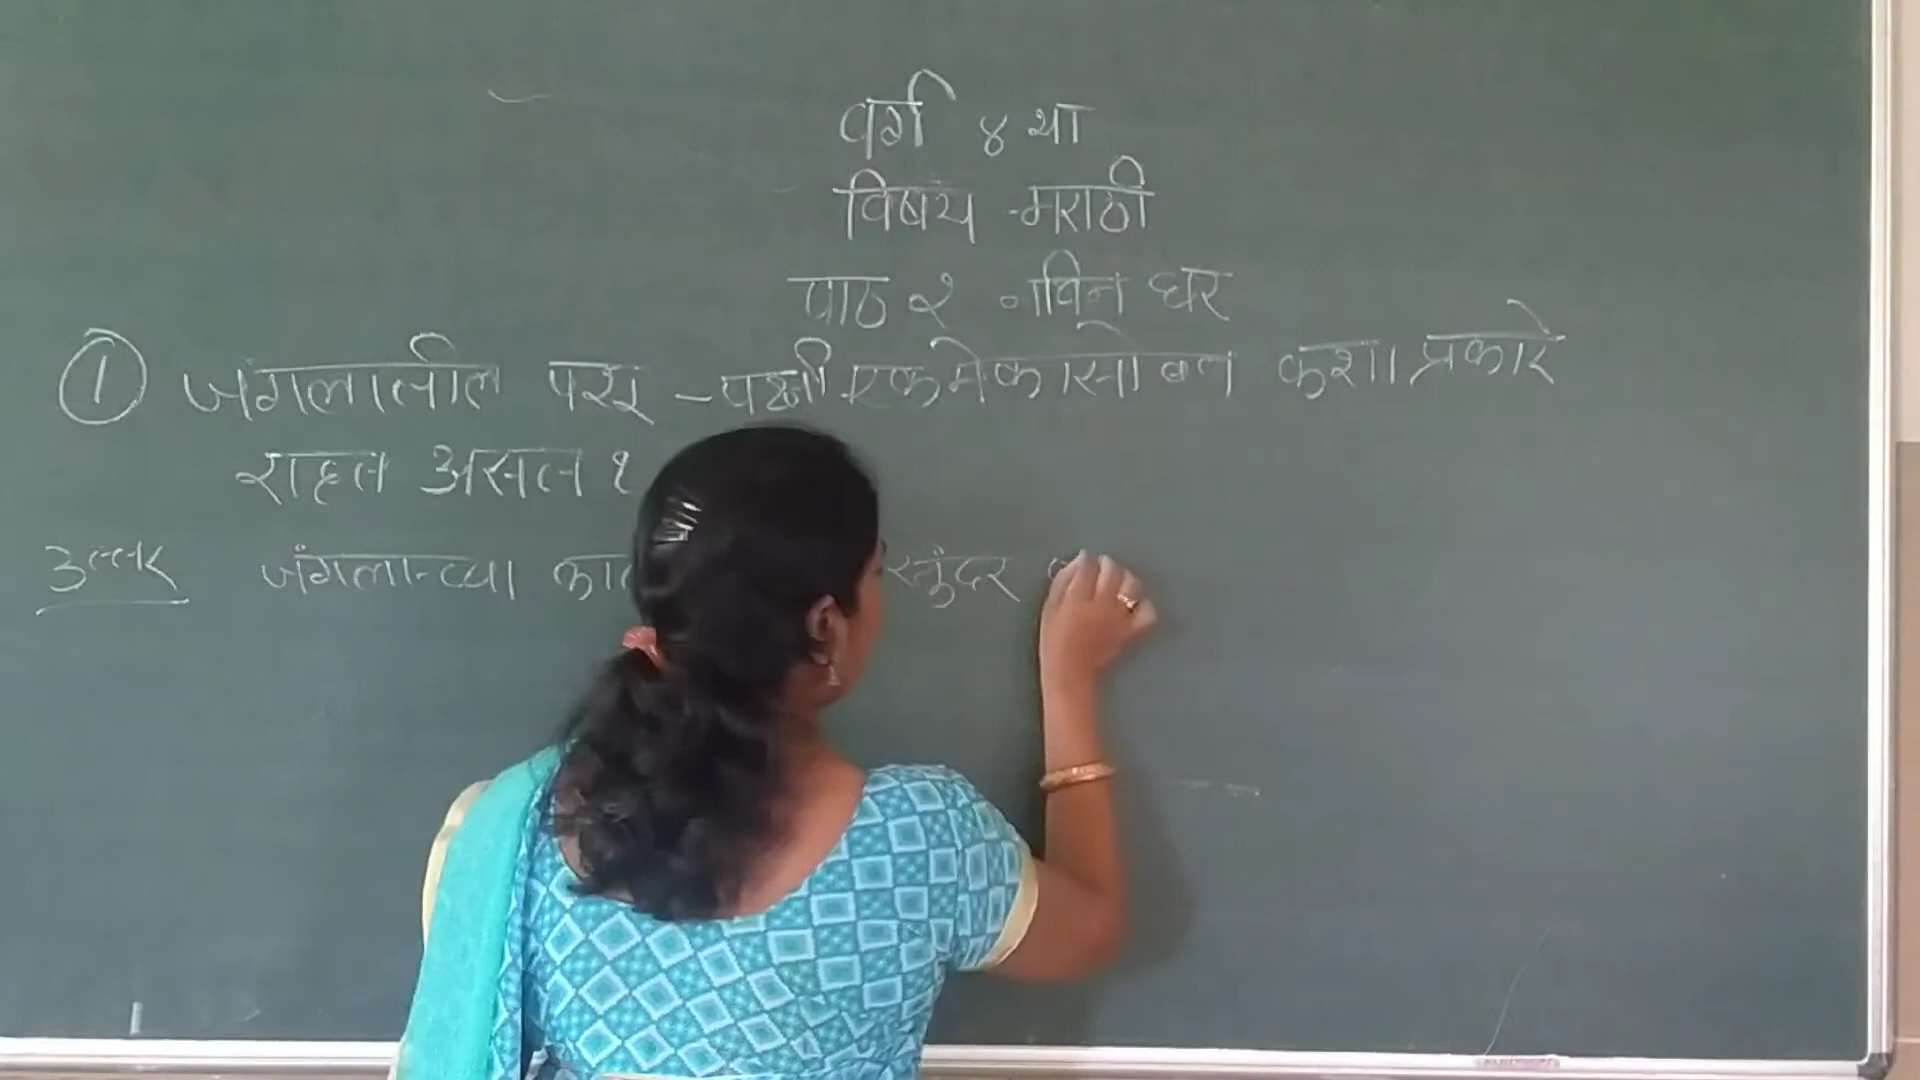 वर्ग ४ था
विषय - मराठी
पाठ २ नविन घर
① जंगलातील पशु - पक्षी एकमेकासोबत कशा प्रकारे
राहत असत ?
उत्तर जंगलाच्या सुंदर